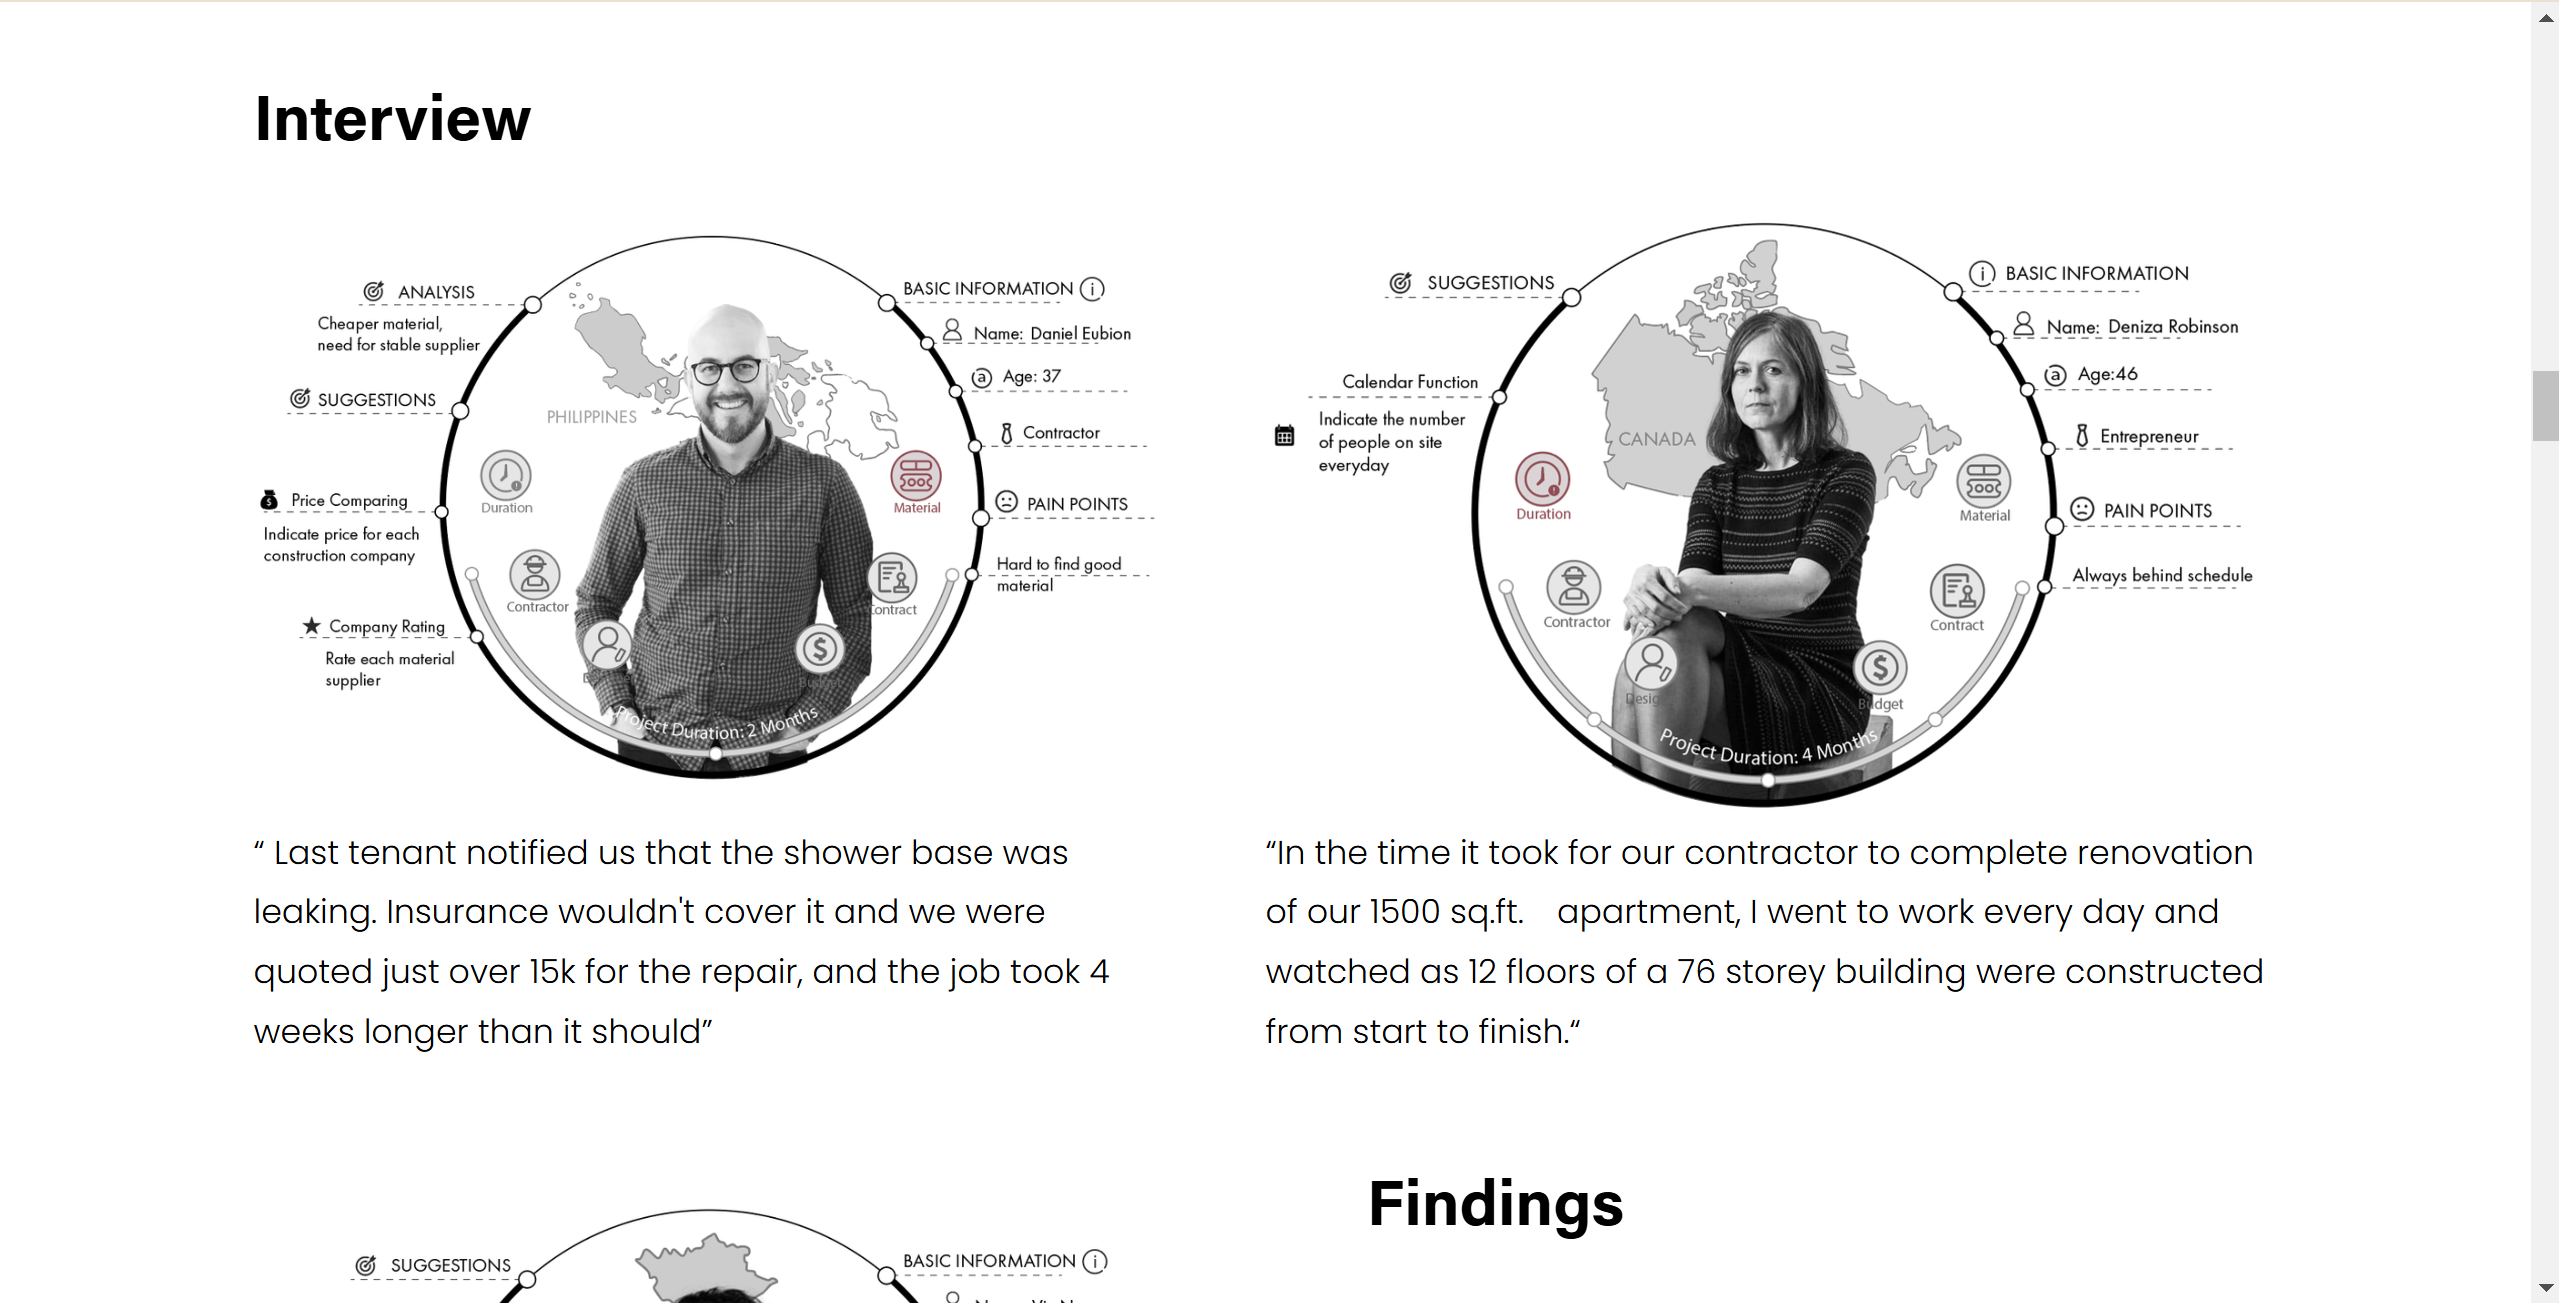 Interview
ANALYSIS
Cheaper material,
need for stable supplier
SUGGESTIONS
Price Comparing
Indicate price for each
construction company
Company Rating
Rate each material
supplier
PHILIPPINES
Duration
Contractor
Material
Contract
Project Duration: 2 Months
BASIC INFORMATION
Name: Daniel Eubion
Age: 37
Contractor
PAIN POINTS
Hard to find good
material
SUGGESTIONS
Calendar Function
Indicate the number
of people on site
everyday
CANADA
Duration
Contractor
Material
Contract
Budget
Project Duration: 4 Months
BASIC INFORMATION
Name: Deniza Robinson
Age:46
Entrepreneur
PAIN POINTS
Always behind schedule
“ Last tenant notified us that the shower base was
leaking. Insurance wouldn't cover it and we were
quoted just over 15k for the repair, and the job took 4
weeks longer than it should”
“In the time it took for our contractor to complete renovation
of our 1500 sq.ft. apartment, I went to work every day and
watched as 12 floors of a 76 storey building were constructed
from start to finish.“
Findings
SUGGESTIONS
BASIC INFORMATION